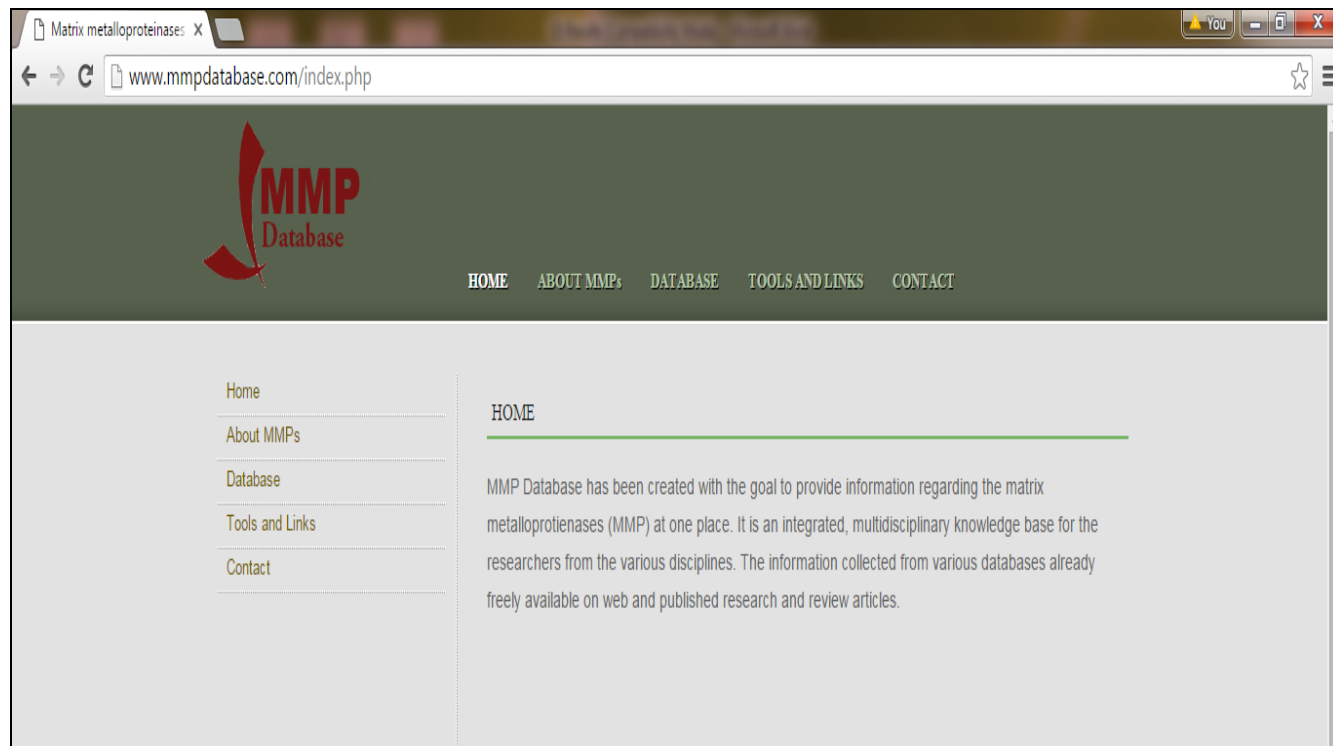 Matrix metalloproteinases
You
www.mmpdatabase.com/index.php
MMP
Database
HOME ABOUT MMPs DATABASE TOOLS AND LINKS CONTACT
Home
About MMPs
Database
Tools and Links
Contact
HOME
MMP Database has been created with the goal to provide information regarding the matrix
metalloprotienases (MMP) at one place. It is an integrated, multidisciplinary knowledge base for the
researchers from the various disciplines. The information collected from various databases already
freely available on web and published research and review articles.